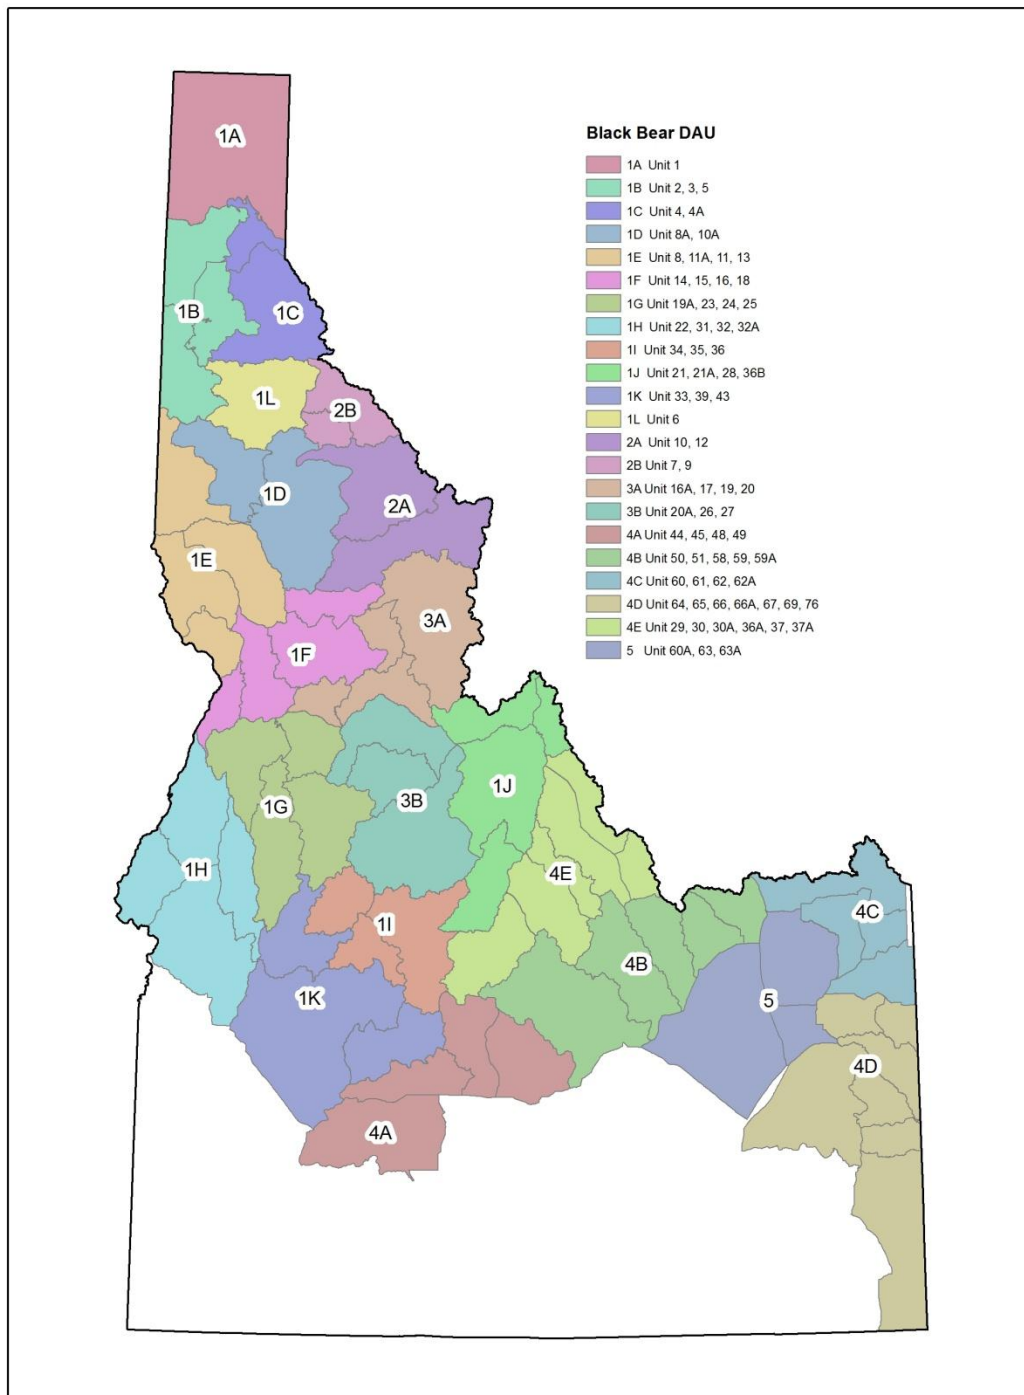 Black Bear DAU
1A Unit 1
1B Unit 2, 3, 5
1C Unit 4, 4A
1D Unit 8A, 10A
1E Unit 8, 11A, 11, 13
1F Unit 14, 15, 16, 18
1G Unit 19A, 23, 24, 25
1H Unit 22, 31, 32, 32A
1I Unit 34, 35, 36
1J Unit 21, 21A, 28, 36B
1K Unit 33, 39, 43
1L Unit 6
2A Unit 10, 12
2B Unit 7, 9
3A Unit 16A, 17, 19, 20
3B Unit 20A, 26, 27
4A Unit 44, 45, 48, 49
4B Unit 50, 51, 58, 59, 59A
4C Unit 60, 61, 62, 62A
4D Unit 64, 65, 66, 66A, 67, 69, 76
4E Unit 29, 30, 30A, 36A, 37, 37A
5 Unit 60A, 63, 63A
1A
1B
1C
1L
2B
1D
2A
1E
3A
1F
1J
3B
1G
1H
4E
4C
1I
4B
1K
5
4D
4A